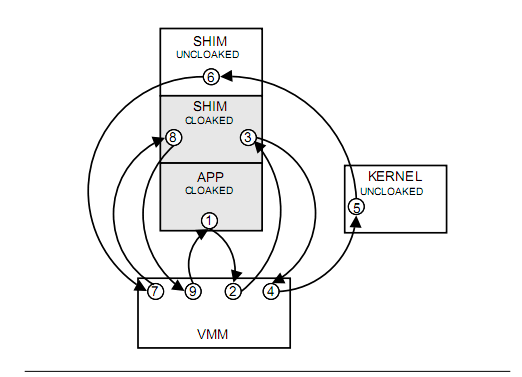 SHIM
UNCLOAKED
6
SHIM
CLOAKED
8
3
APP
CLOAKED
1
KERNEL
UNCLOAKED
5
7
9
2
4
VMM